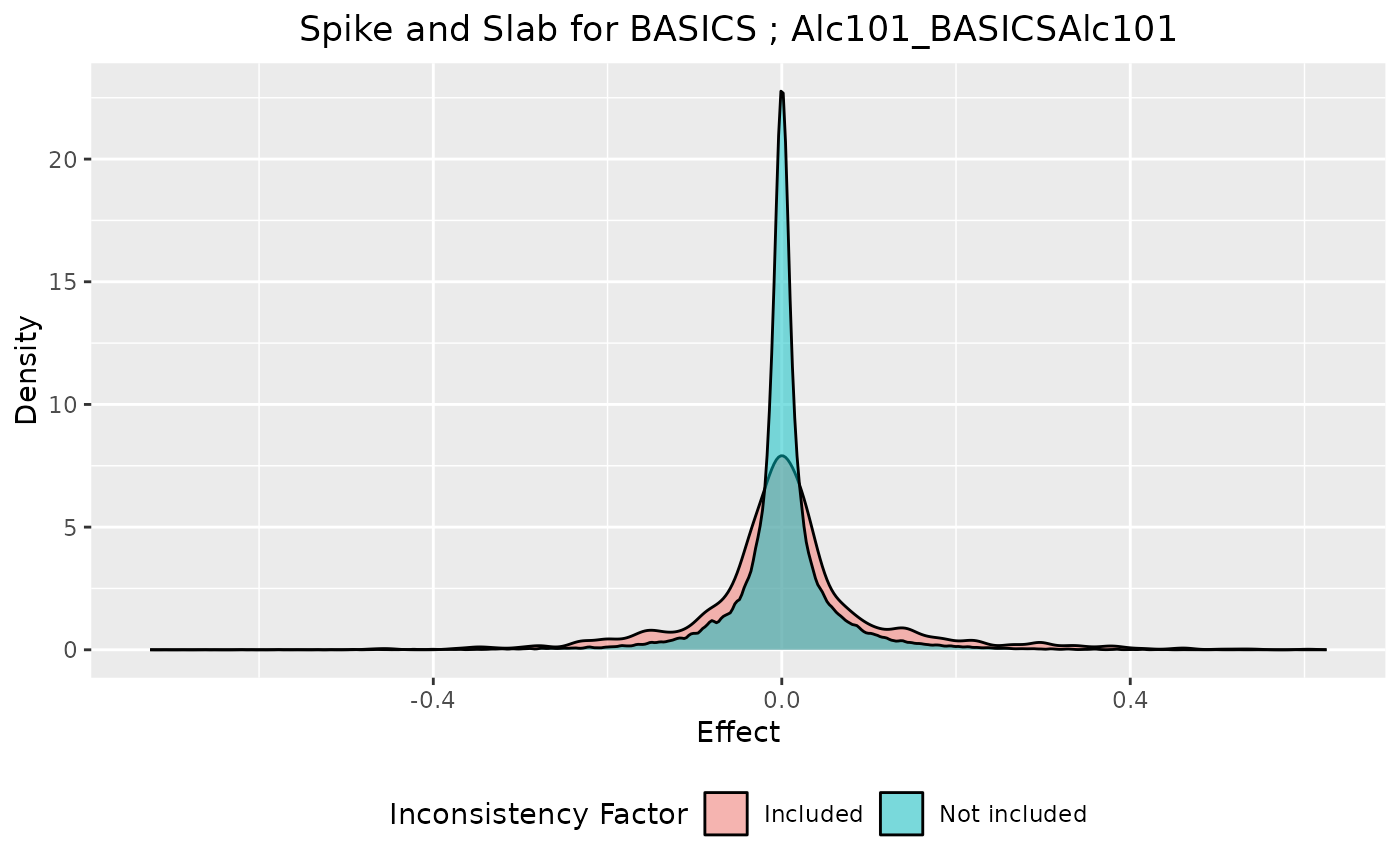 Spike and Slab for BASICS ; Alc101_BASICSAlc101
Density
20
15
10
5
0
-0.4 0.0 0.4
Effect
Inconsistency Factor Included Not included